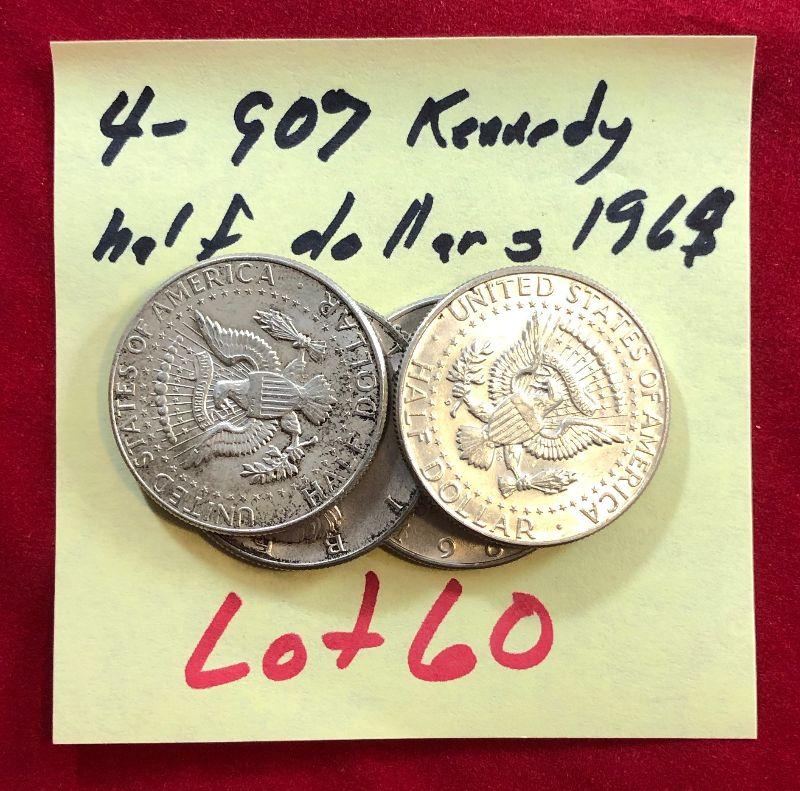 4- 90% Kennedy
half dollars 1964
UNITED STATES OF AMERICA · HALF DOLLAR
UNITED STATES OF AMERICA · HALF DOLLAR
Lot 60